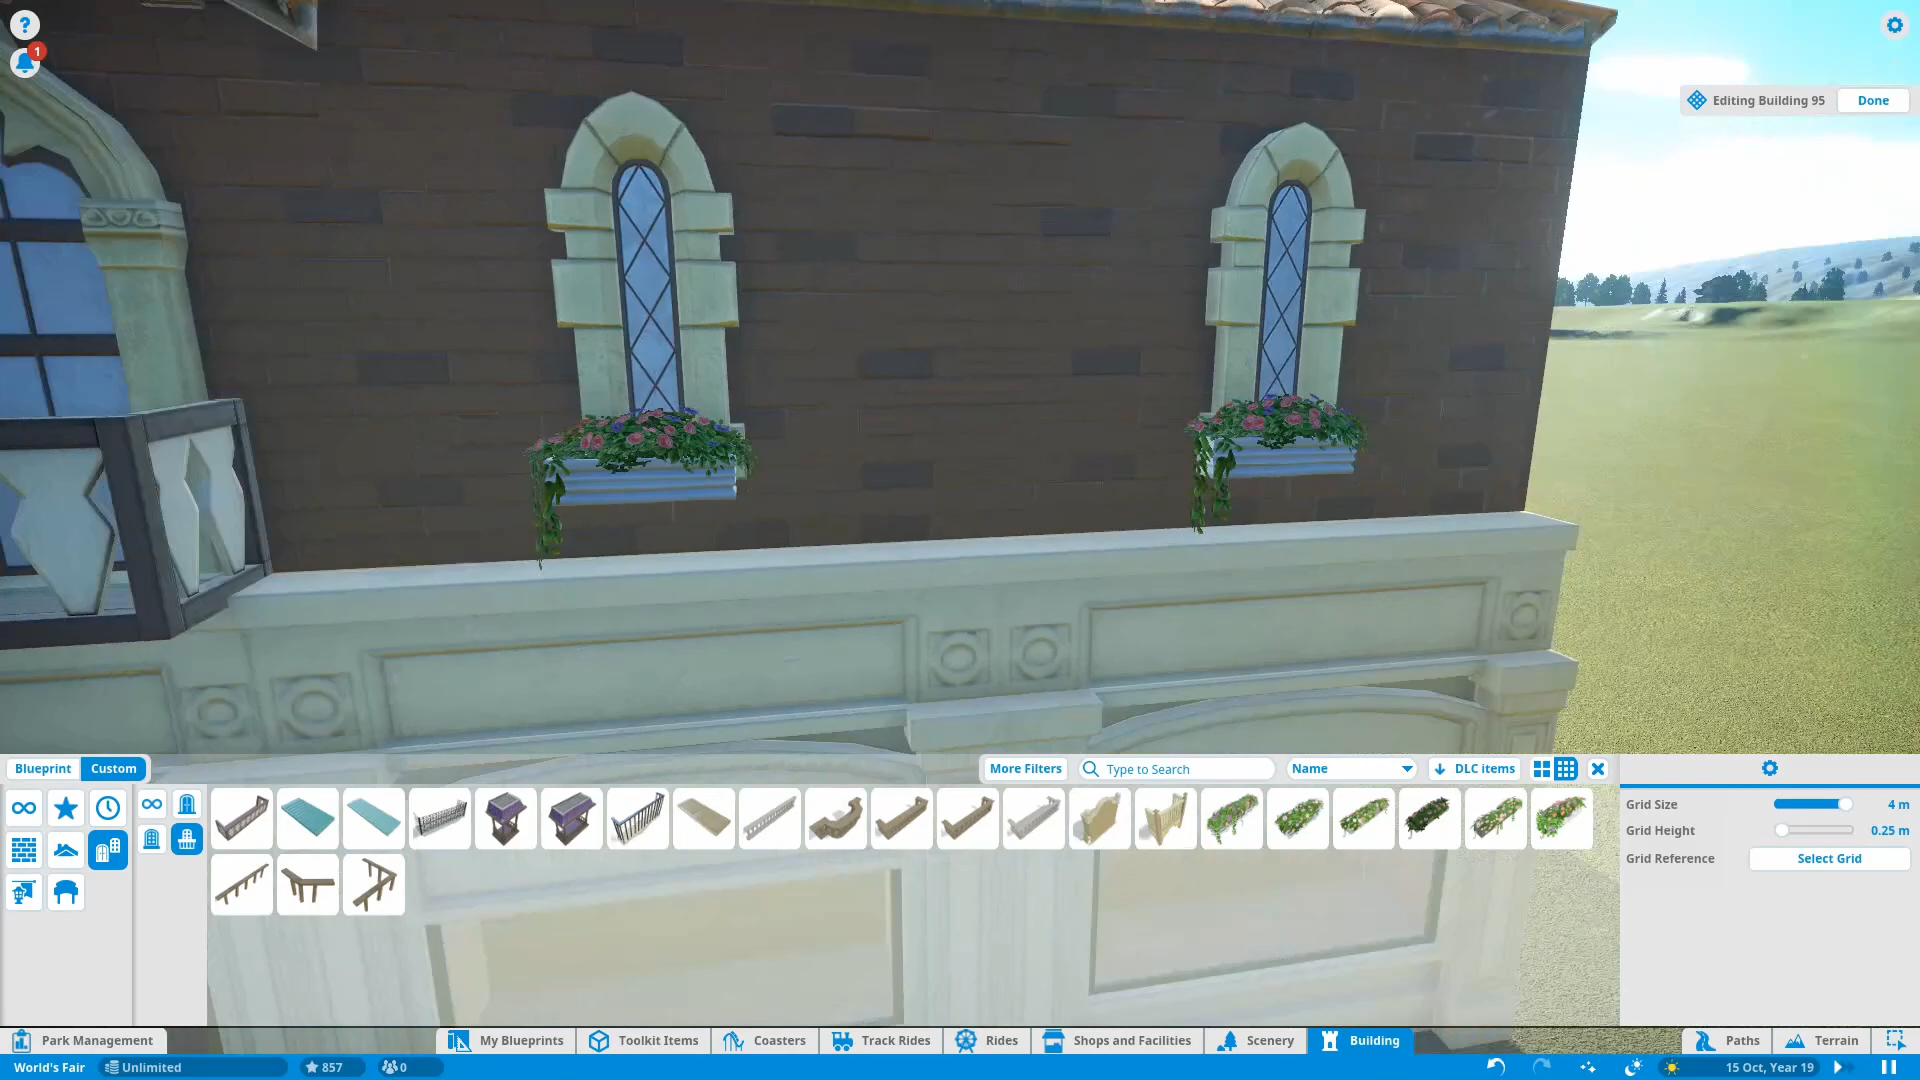 ?
1
Editing Building 95 Done
Blueprint Custom
More Filters Type to Search Name DLC items
Grid Size 4 m
Grid Height 0.25 m
Grid Reference Select Grid
Park Management My Blueprints Toolkit Items Coasters Track Rides Rides Shops and Facilities Scenery Building Paths Terrain
World's Fair Unlimited 857 0 15 Oct, Year 19